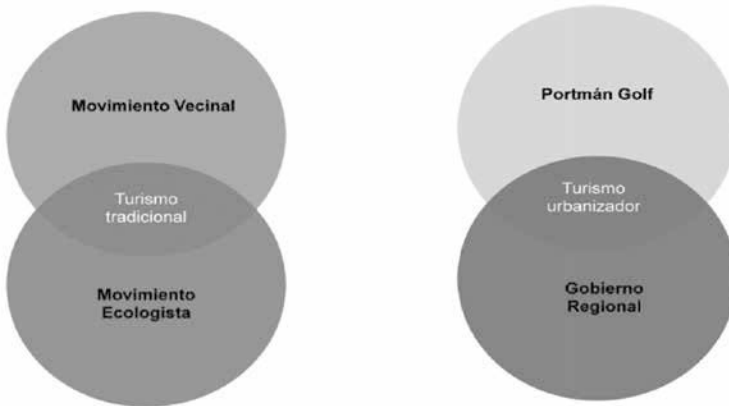 Movimiento Vecinal
Turismo
tradicional
Movimiento
Ecologista
Portmán Golf
Turismo
urbanizador
Gobierno
Regional